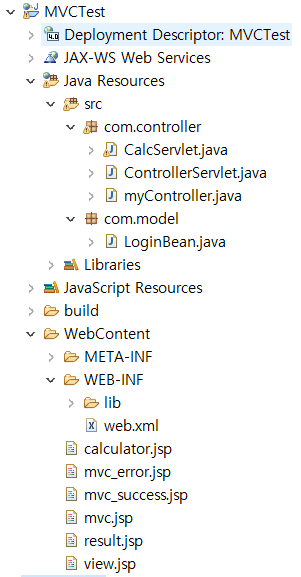 MVCTest
4.0 Deployment Descriptor: MVCTest
JAX-WS Web Services
Java Resources
src
com.controller
J CalcServlet.java
J ControllerServlet.java
J myController.java
com.model
J LoginBean.java
Libraries
JavaScript Resources
build
WebContent
META-INF
WEB-INF
lib
X web.xml
calculator.jsp
mvc_error.jsp
mvc_success.jsp
mvc.jsp
result.jsp
view.jsp